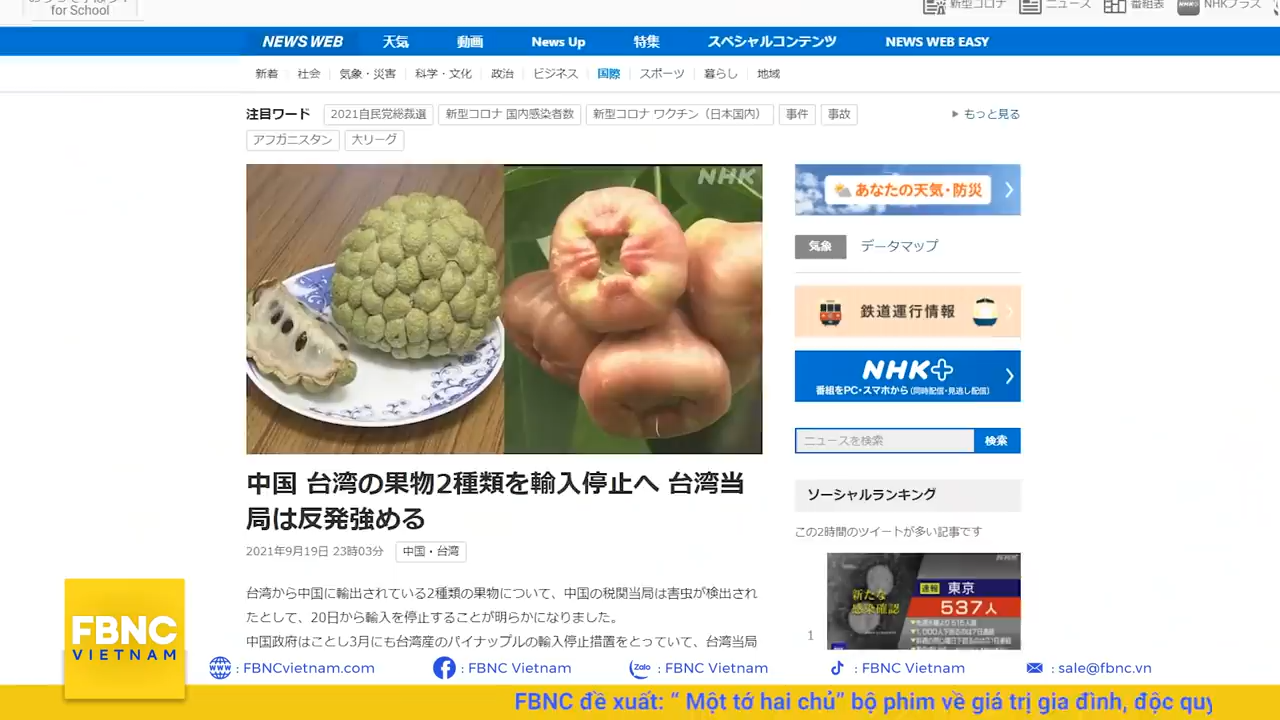 for School
新型コロナ
ニュース
番組表
NHKプラス
NEWS WEB
天気
動画
News Up
特集
スペシャルコンテンツ
NEWS WEB EASY
新着
社会
気象・災害
科学・文化
政治
ビジネス
国際
スポーツ
暮らし
地域
注目ワード
2021自民党総裁選
新型コロナ 国内感染者数
新型コロナ ワクチン（日本国内）
事件
事故
もっと見る
アフガニスタン
大リーグ
NHK
あなたの天気・防災
気象
データマップ
鉄道運行情報
NHK+
番組をPC・スマホから（同時配信・見逃し配信）
ニュースを検索
検索
中国 台湾の果物2種類を輸入停止へ 台湾当
局は反発強める
2021年9月19日 23時03分
中国・台湾
台湾から中国に輸出されている2種類の果物について、中国の税関当局は害虫が検出され
たとして、20日から輸入を停止することが明らかになりました。
中国政府はことし3月にも台湾産のパイナップルの輸入停止措置をとっていて、台湾当局
ソーシャルランキング
この2時間のツイートが多い記事です
1
NHK
新たな
感染確認
速報 東京
537人
FBNC
VIETNAM
: FBNCvietnam.com
: FBNC Vietnam
Zalo
: FBNC Vietnam
: FBNC Vietnam
: sale@fbnc.vn
FBNC đề xuất: “ Một tớ hai chủ” bộ phim về giá trị gia đình, độc quy